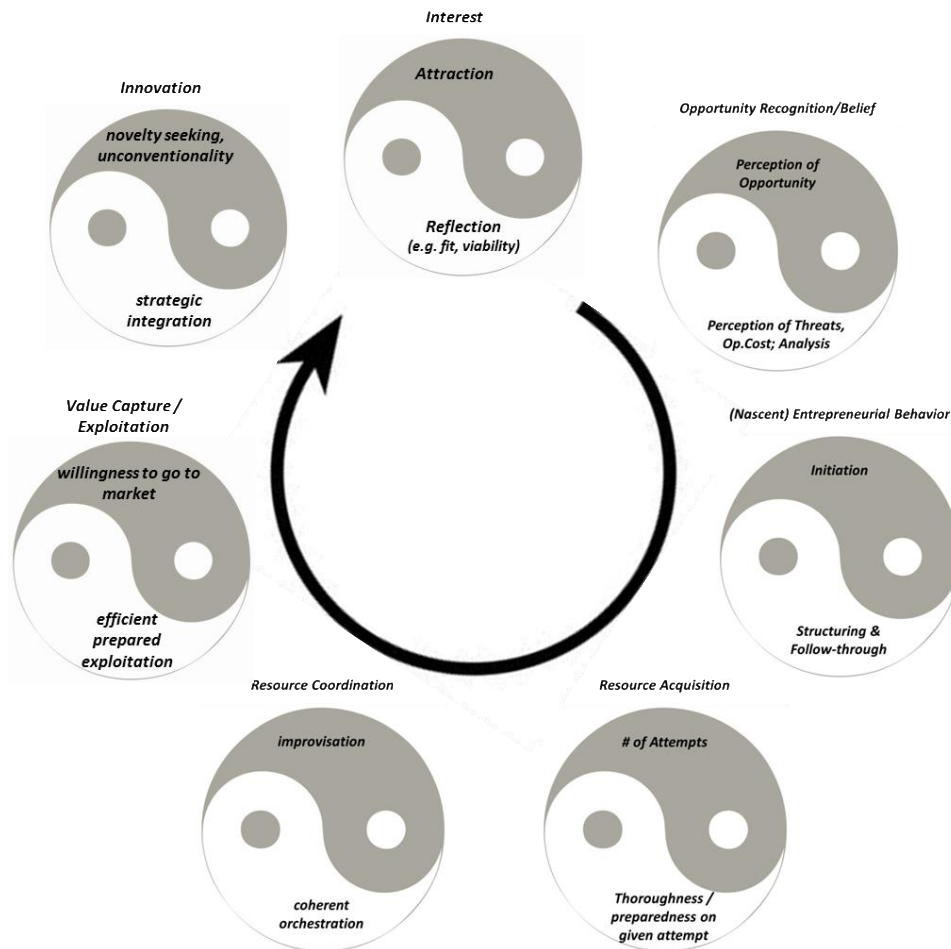 Interest
Attraction
Reflection
(e.g. fit, viability)
Opportunity Recognition/Belief
Perception of
Opportunity
Perception of Threats,
Op.Cost; Analysis
(Nascent) Entrepreneurial Behavior
Initiation
Structuring &
Follow-through
Resource Acquisition
# of Attempts
Thoroughness /
preparedness on
given attempt
Resource Coordination
improvisation
coherent
orchestration
Value Capture /
Exploitation
willingness to go to
market
efficient
prepared
exploitation
Innovation
novelty seeking,
unconventionality
strategic
integration